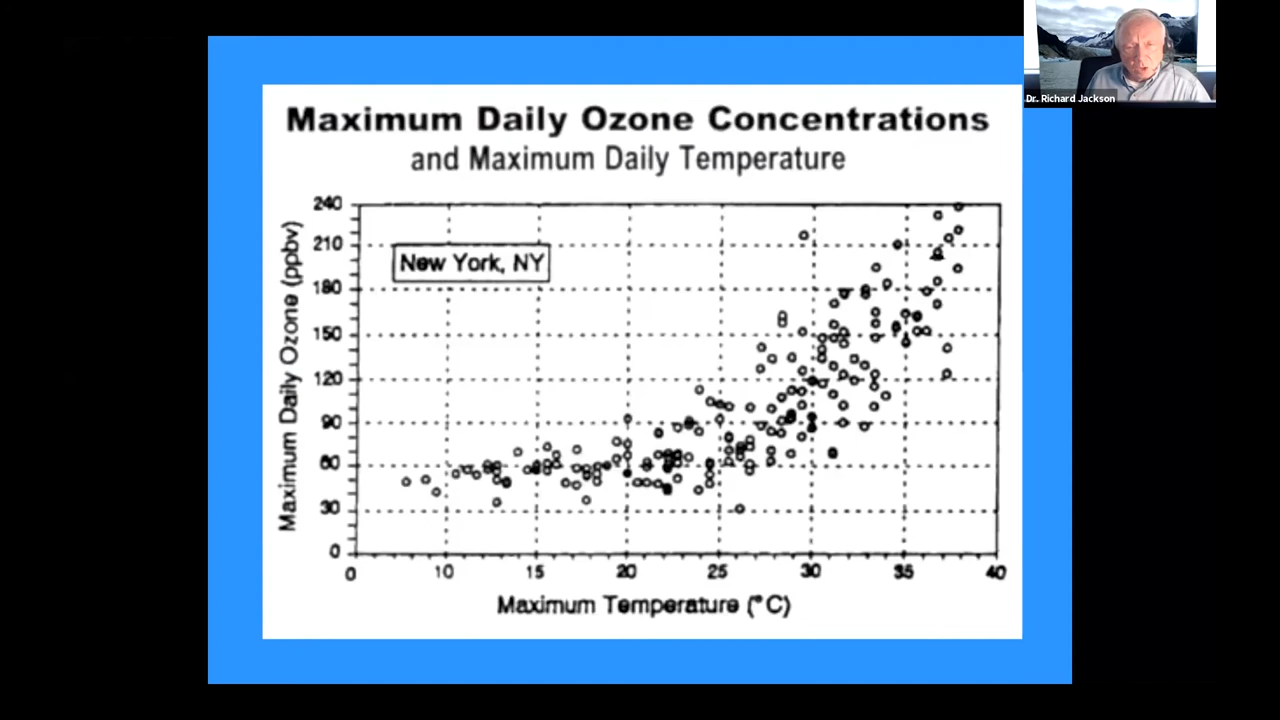 Dr. Richard Jackson
Maximum Daily Ozone Concentrations
and Maximum Daily Temperature
Maximum Daily Ozone (ppbv)
240
210
180
150
120
90
60
30
0
New York, NY
0 10 15 20 25 30 35 40
Maximum Temperature (°C)